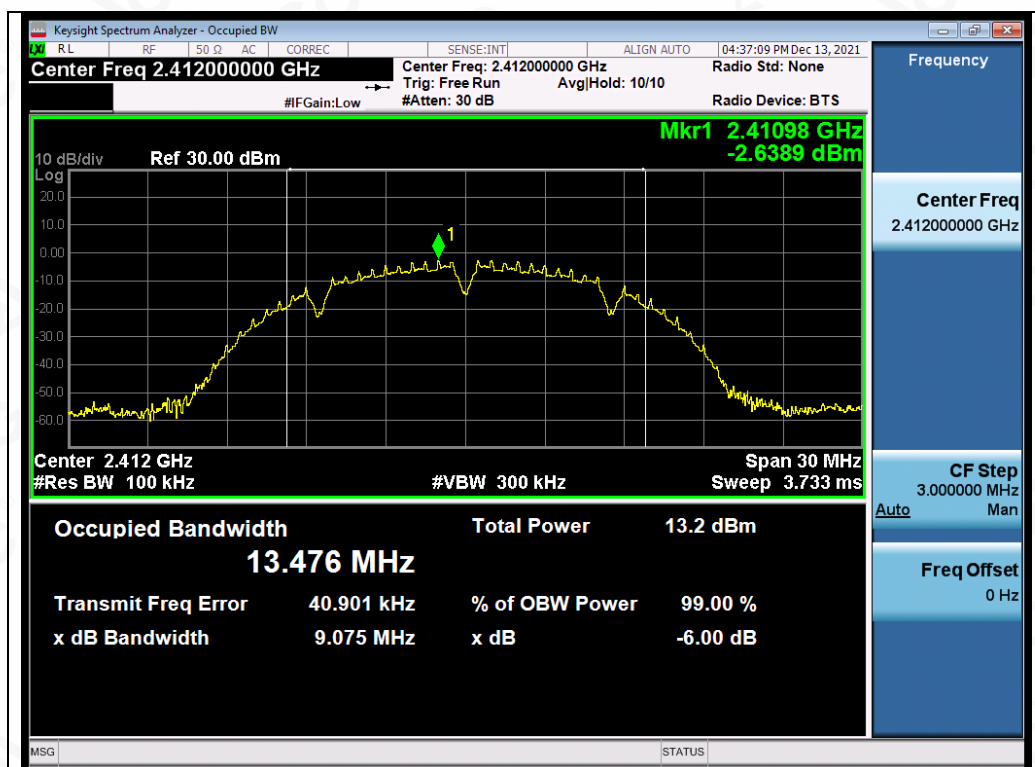 Keysight Spectrum Analyzer - Occupied BW
LXI RL RF 50 Ω AC CORREC SENSE:INT ALIGN AUTO 04:37:09 PM Dec 13, 2021
Center Freq 2.412000000 GHz
Center Freq: 2.412000000 GHz Radio Std: None
Trig: Free Run Avg|Hold: 10/10
#IFGain:Low #Atten: 30 dB Radio Device: BTS
Mkr1 2.41098 GHz
-2.6389 dBm
10 dB/div Ref 30.00 dBm
Log
20.0
10.0
0.00
-10.0
-20.0
-30.0
-40.0
-50.0
-60.0
1
Center 2.412 GHz Span 30 MHz
#Res BW 100 kHz #VBW 300 kHz Sweep 3.733 ms
Occupied Bandwidth Total Power 13.2 dBm
13.476 MHz
Transmit Freq Error 40.901 kHz % of OBW Power 99.00 %
x dB Bandwidth 9.075 MHz x dB -6.00 dB
MSG STATUS
Frequency
Center Freq
2.412000000 GHz
CF Step
3.000000 MHz
Auto Man
Freq Offset
0 Hz